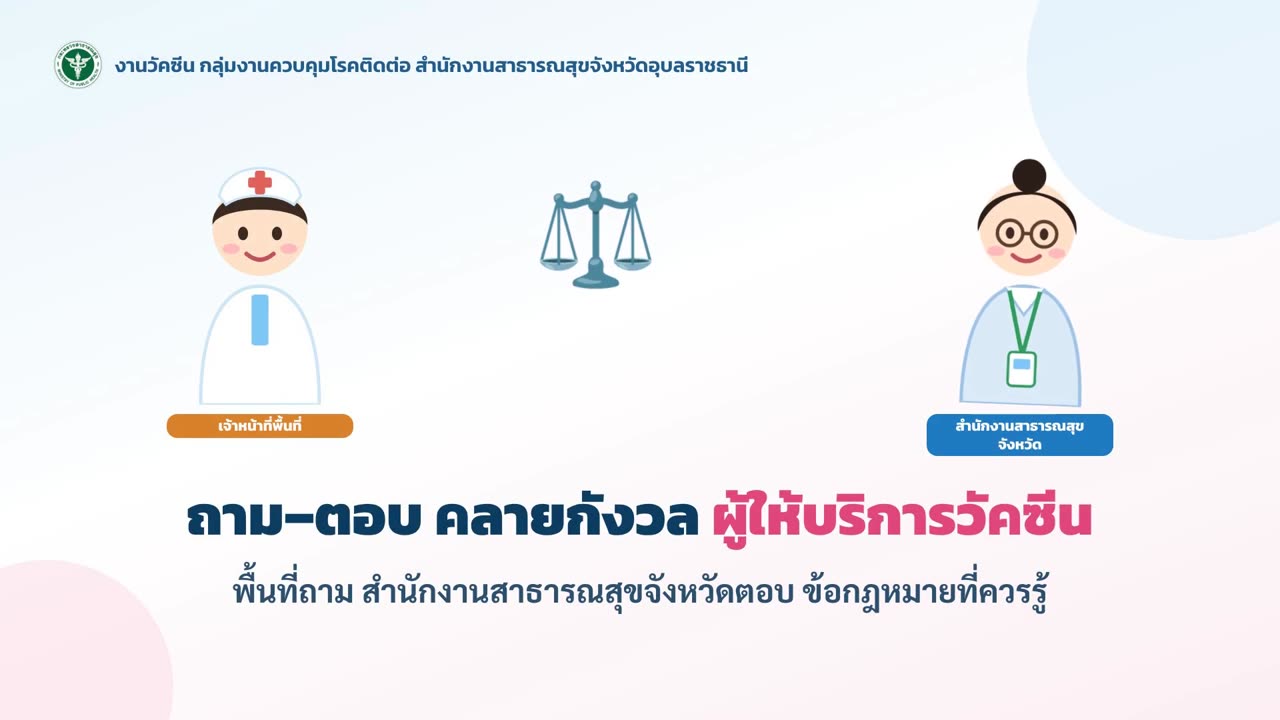 งานวัคซีน กลุ่มงานควบคุมโรคติดต่อ สำนักงานสาธารณสุขจังหวัดอุบลราชธานี
เจ้าหน้าที่พื้นที่
สำนักงานสาธารณสุข
จังหวัด
ถาม–ตอบ คลายกังวล ผู้ให้บริการวัคซีน
พื้นที่ถาม สำนักงานสาธารณสุขจังหวัดตอบ ข้อกฎหมายที่ควรรู้